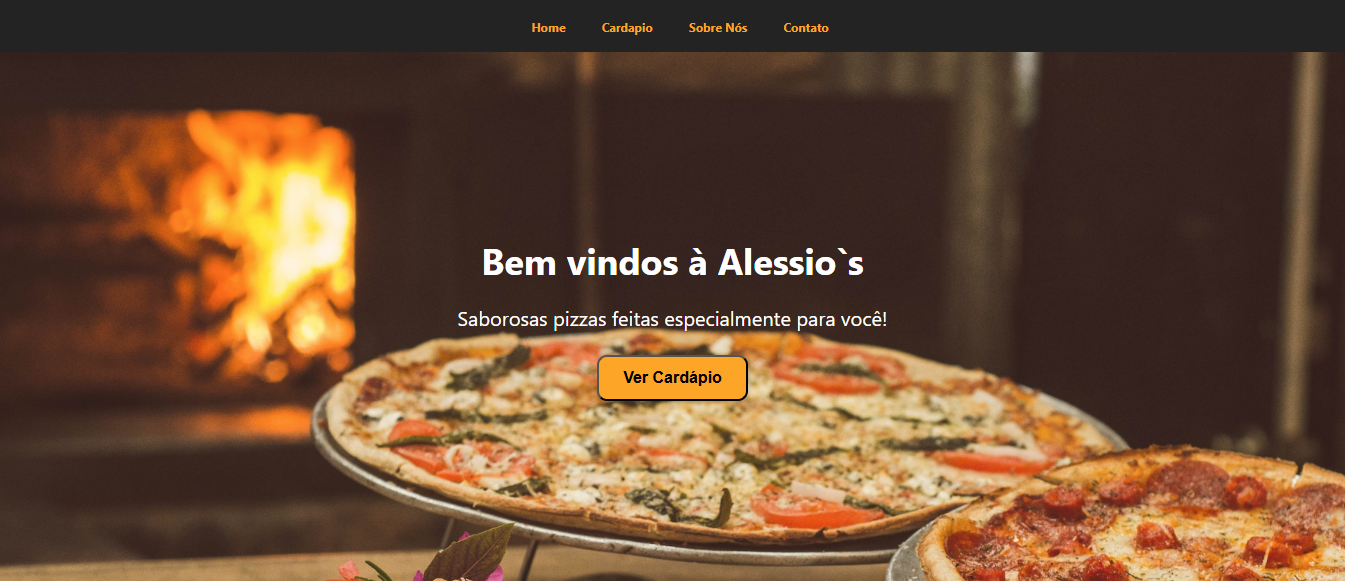 Home Cardapio Sobre Nós Contato
Bem vindos à Alessio`s
Saborosas pizzas feitas especialmente para você!
Ver Cardápio